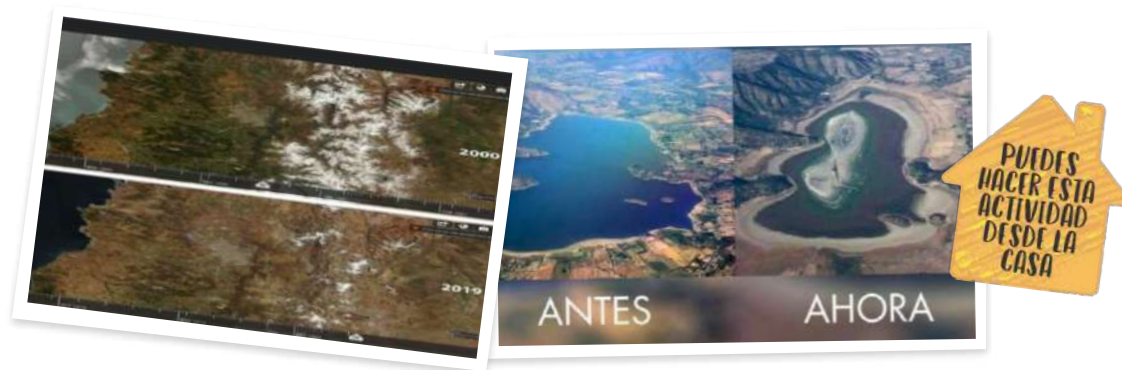 2000
2019
ANTES
AHORA
PUEDES
HACER ESTA
ACTIVIDAD
DESDE LA
CASA